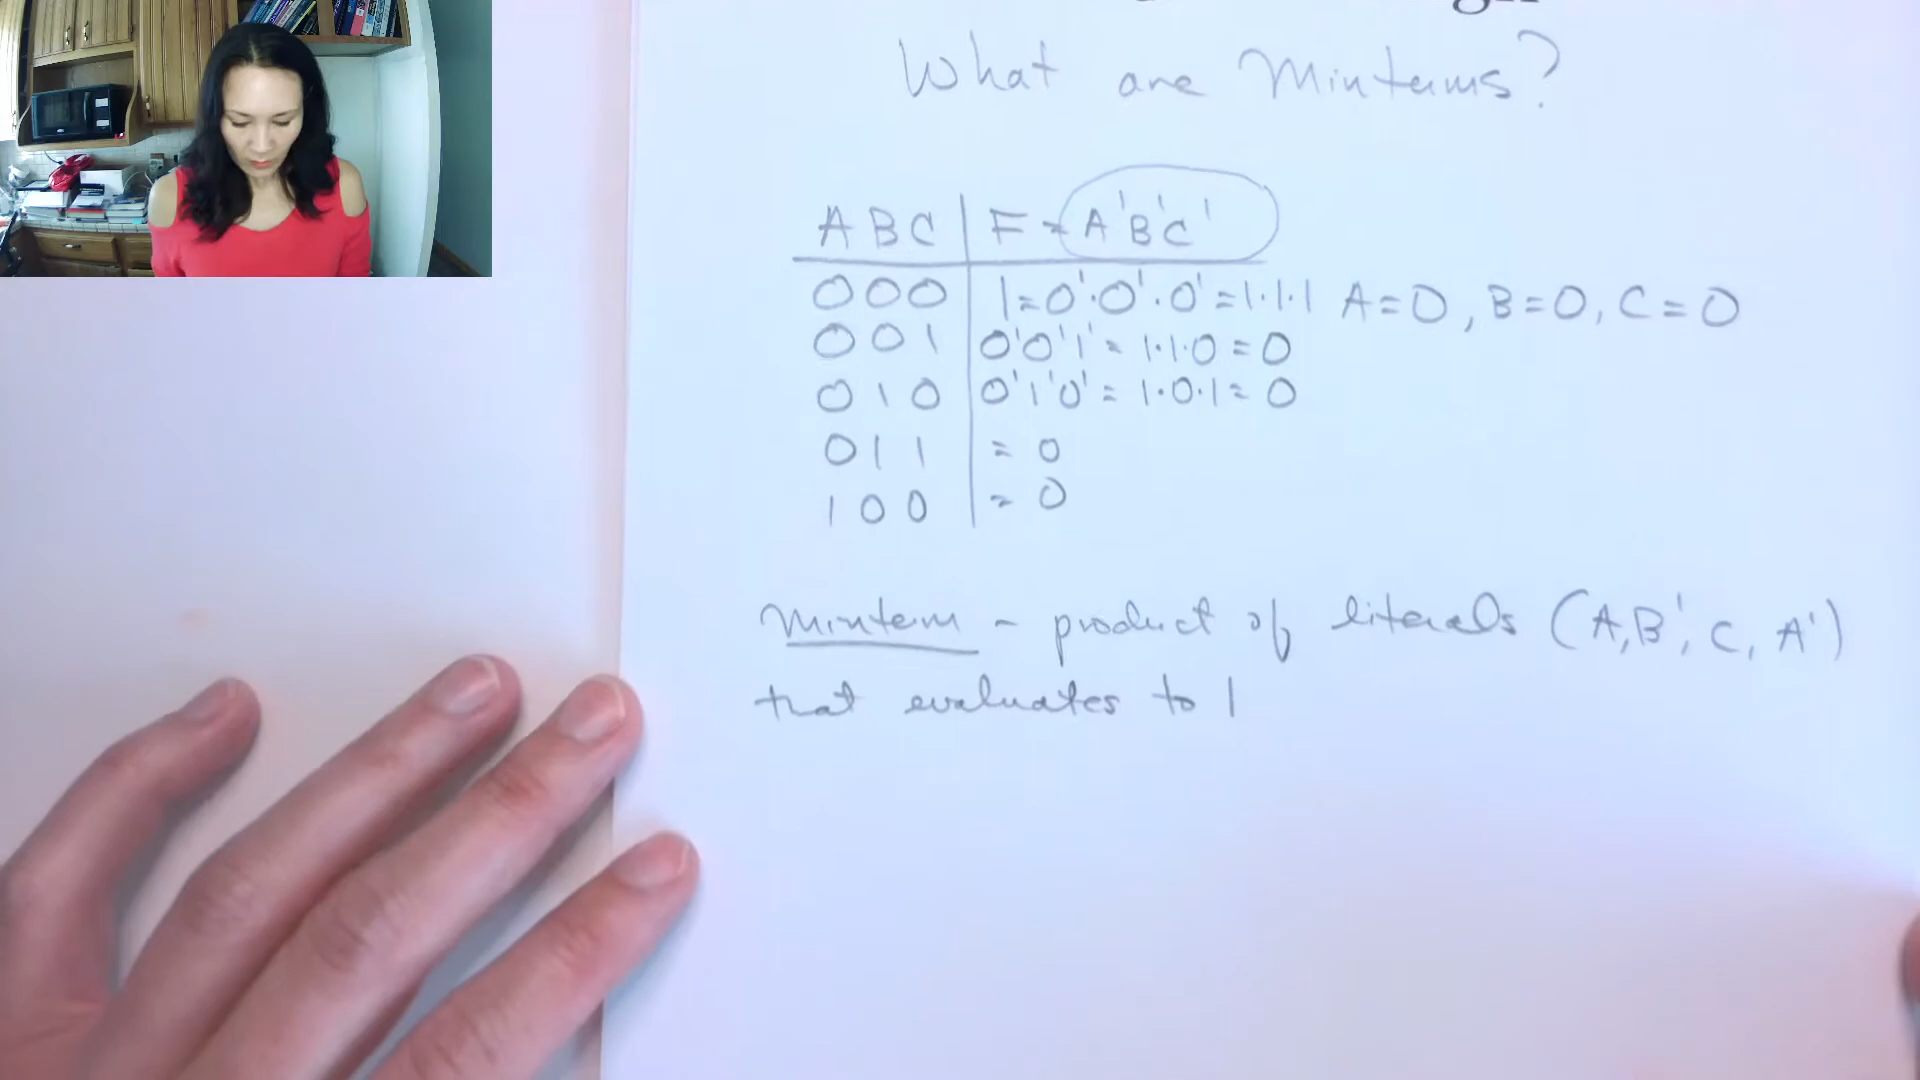 What are Minterms?
A B C | F = A'B'C'
0 0 0 | 1=0'·0'·0'=1·1·1 A=0, B=0, C=0
0 0 1 | 0'0'1' = 1·1·0 = 0
0 1 0 | 0'1'0' = 1·0·1 = 0
0 1 1 | = 0
1 0 0 | = 0
Minterm - product of literals (A, B', C, A')
that evaluates to 1